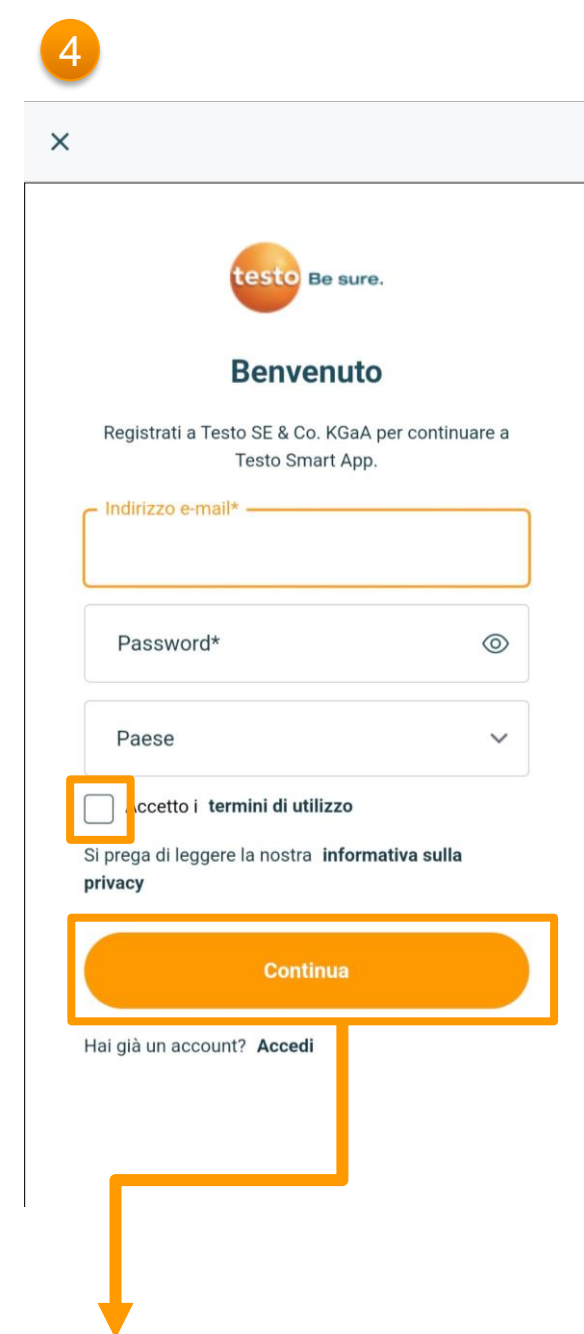 4
testo Be sure.
Benvenuto
Registrati a Testo SE & Co. KGaA per continuare a
Testo Smart App.
Indirizzo e-mail*
Password*
Paese
Accetto i termini di utilizzo
Si prega di leggere la nostra informativa sulla
privacy
Continua
Hai già un account? Accedi